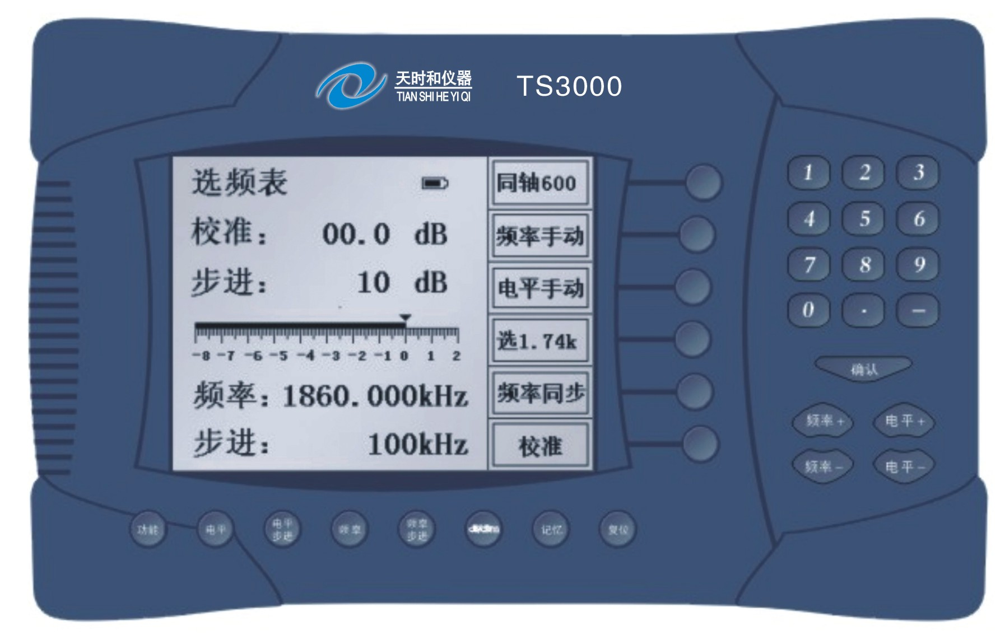 天时和仪器
TIAN SHI HE YI QI
TS3000
选频表
校准： 00.0 dB
步进： 10 dB
-8 -7 -6 -5 -4 -3 -2 -1 0 1 2
频率：1860.000kHz
步进： 100kHz
同轴600
频率手动
电平手动
选1.74k
频率同步
校准
1 2 3
4 5 6
7 8 9
0 . −
确认
频率+ 电平+
频率− 电平−
功能
电平
电平
步进
频率
频率
步进
记忆
复位